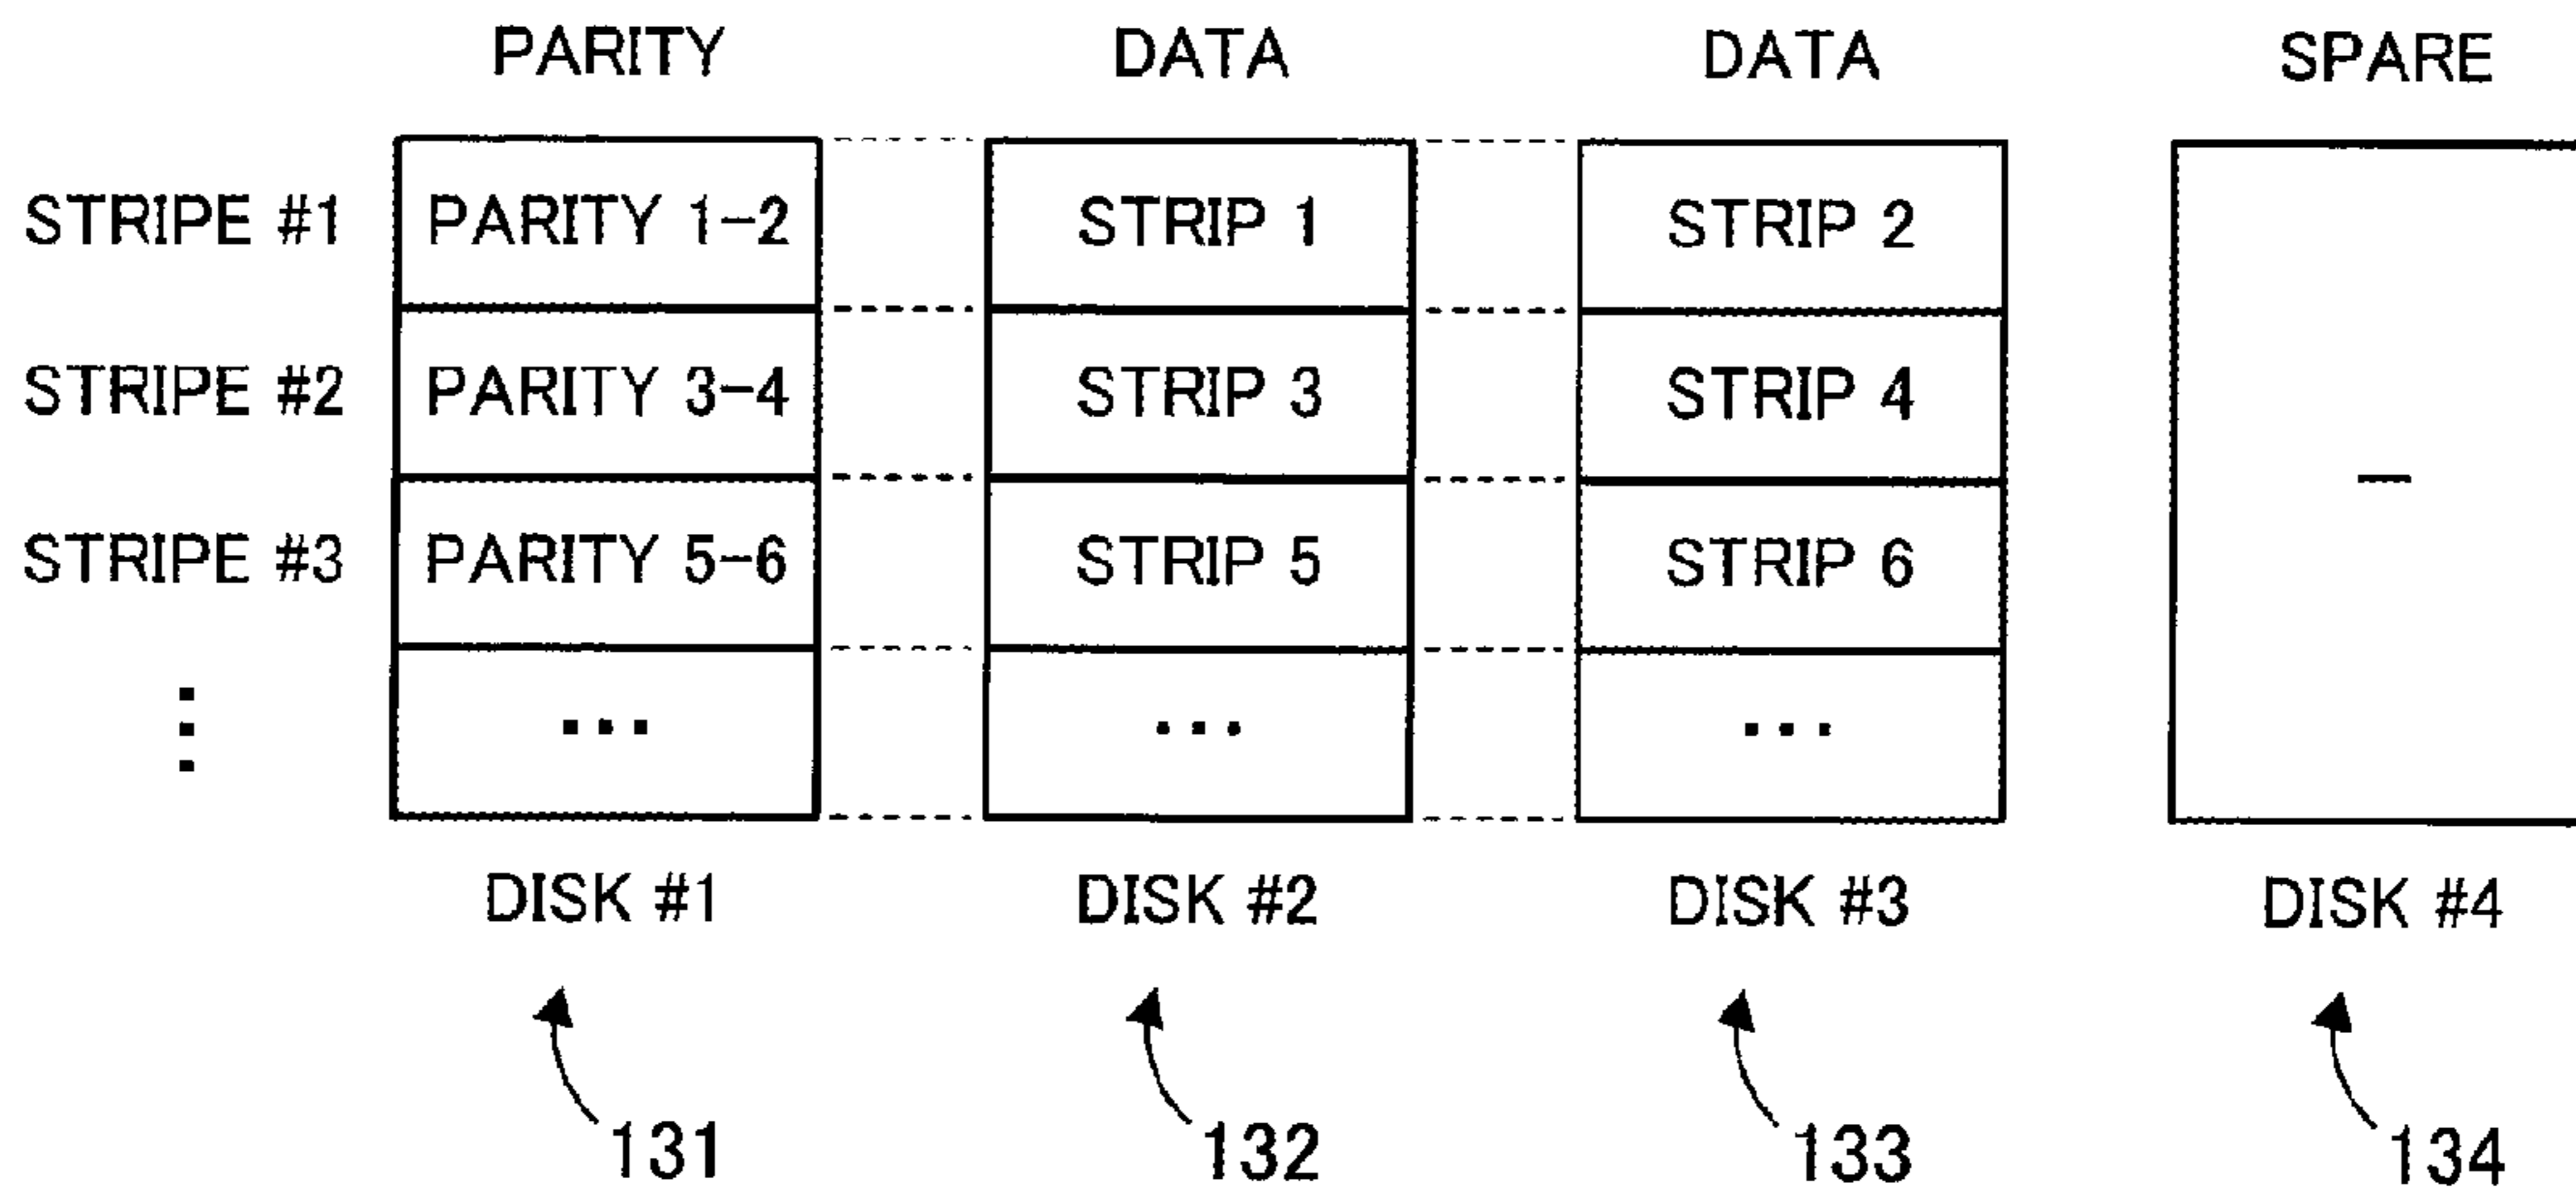 PARITY DATA DATA SPARE
STRIPE #1 PARITY 1-2 STRIP 1 STRIP 2
STRIPE #2 PARITY 3-4 STRIP 3 STRIP 4 –
STRIPE #3 PARITY 5-6 STRIP 5 STRIP 6
⋮ ... ... ...
DISK #1 DISK #2 DISK #3 DISK #4
131 132 133 134